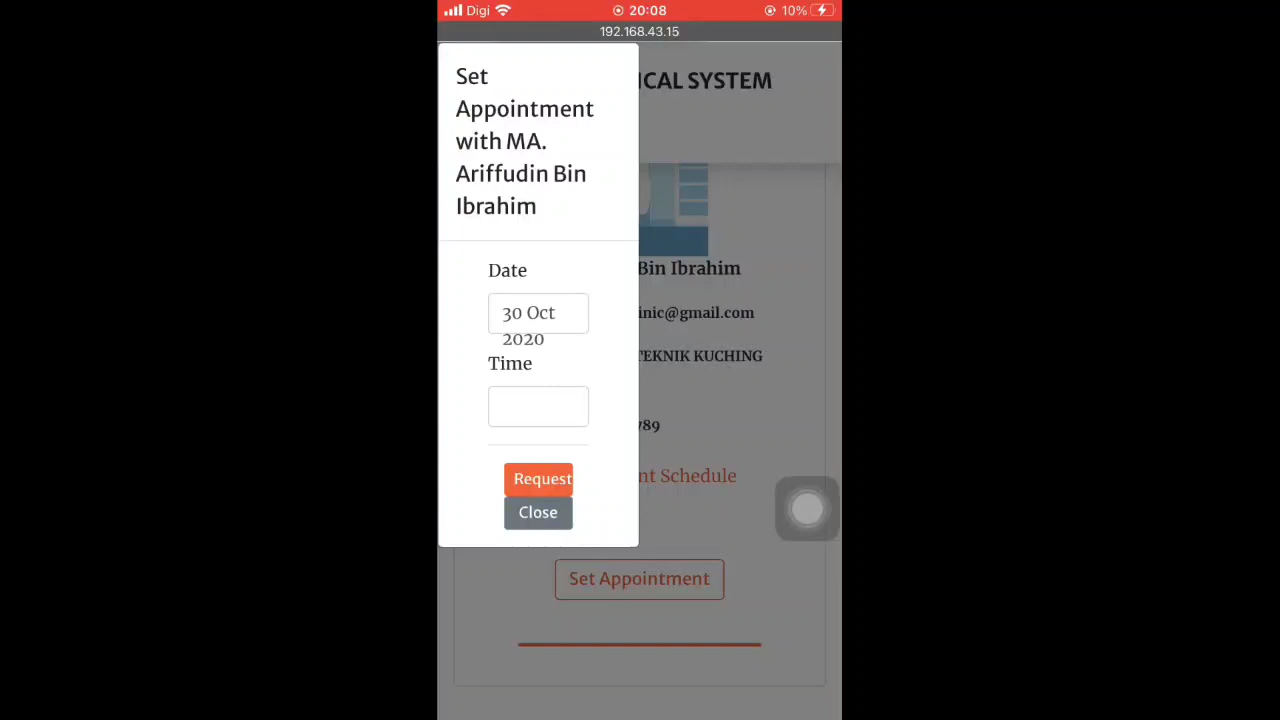 Digi 20:08 10%
192.168.43.15
Set
Appointment
with MA.
Ariffudin Bin
Ibrahim
ICAL SYSTEM
Date
30 Oct
2020
Time
Request
Close
Bin Ibrahim
inic@gmail.com
TEKNIK KUCHING
789
nt Schedule
Set Appointment